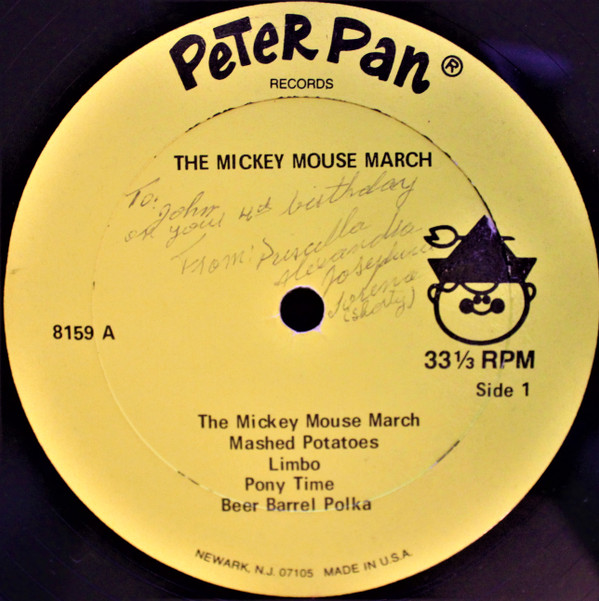 PETER PAN ®
RECORDS
THE MICKEY MOUSE MARCH
To: John
on your 4th birthday
From: Priscilla
Alexandra
Josephine
(Shorty)
8159 A
33⅓ RPM
Side 1
The Mickey Mouse March
Mashed Potatoes
Limbo
Pony Time
Beer Barrel Polka
NEWARK, N.J. 07105 MADE IN U.S.A.